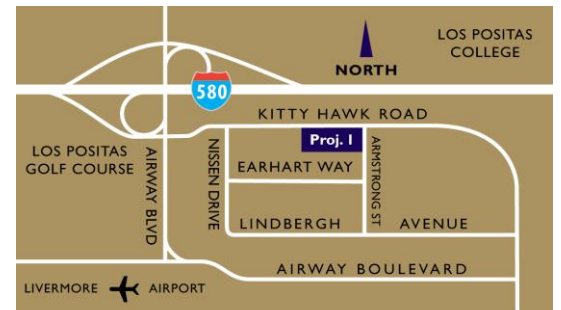 LOS POSITAS
COLLEGE
NORTH
580
KITTY HAWK ROAD
Proj. I
LOS POSITAS
GOLF COURSE
AIRWAY BLVD
NISSEN DRIVE
EARHART WAY
ARMSTRONG ST
LINDBERGH AVENUE
AIRWAY BOULEVARD
LIVERMORE AIRPORT